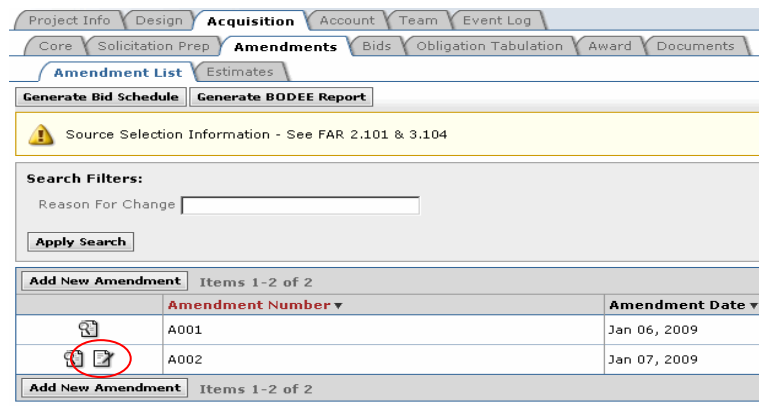 Project Info Design Acquisition Account Team Event Log
Core Solicitation Prep Amendments Bids Obligation Tabulation Award Documents
Amendment List Estimates
Generate Bid Schedule Generate BODEE Report
Source Selection Information - See FAR 2.101 & 3.104
Search Filters:
Reason For Change
Apply Search
Add New Amendment Items 1-2 of 2
Amendment Number Amendment Date
A001 Jan 06, 2009
A002 Jan 07, 2009
Add New Amendment Items 1-2 of 2